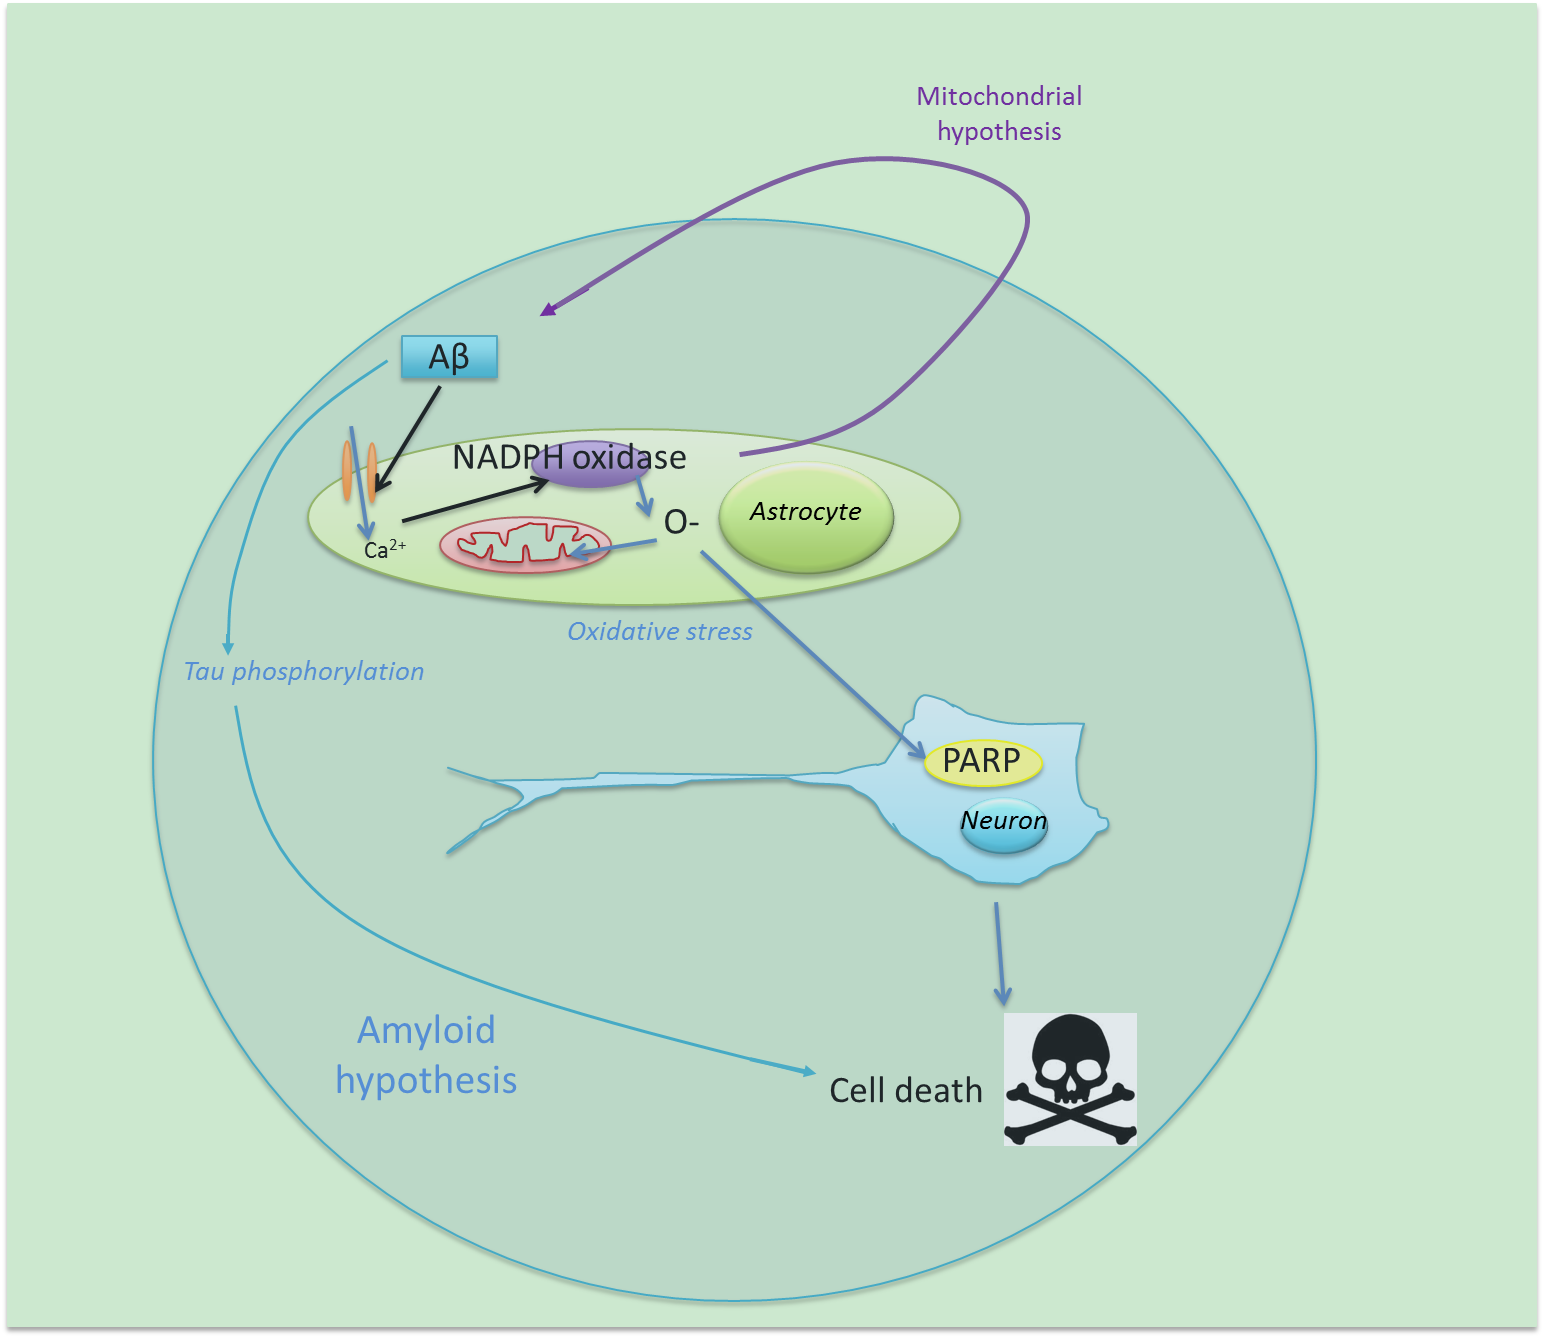 Mitochondrial
hypothesis
Aβ
NADPH oxidase
O-
Astrocyte
Ca²⁺
Oxidative stress
Tau phosphorylation
PARP
Neuron
Amyloid
hypothesis
Cell death